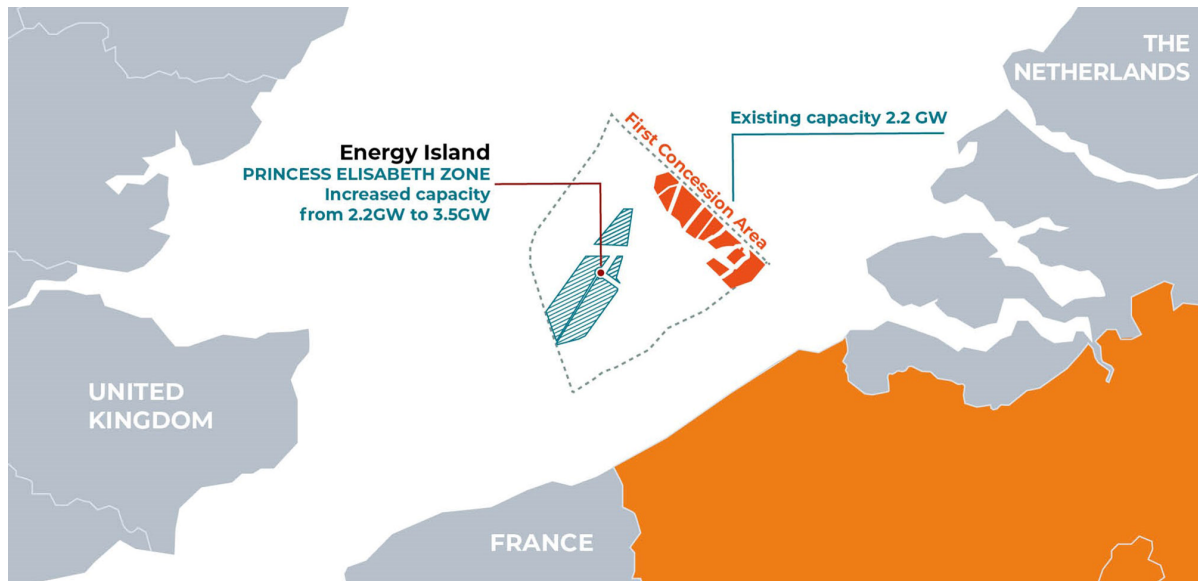 THE
NETHERLANDS
Existing capacity 2.2 GW
First Concession Area
Energy Island
PRINCESS ELISABETH ZONE
Increased capacity
from 2.2GW to 3.5GW
UNITED
KINGDOM
FRANCE